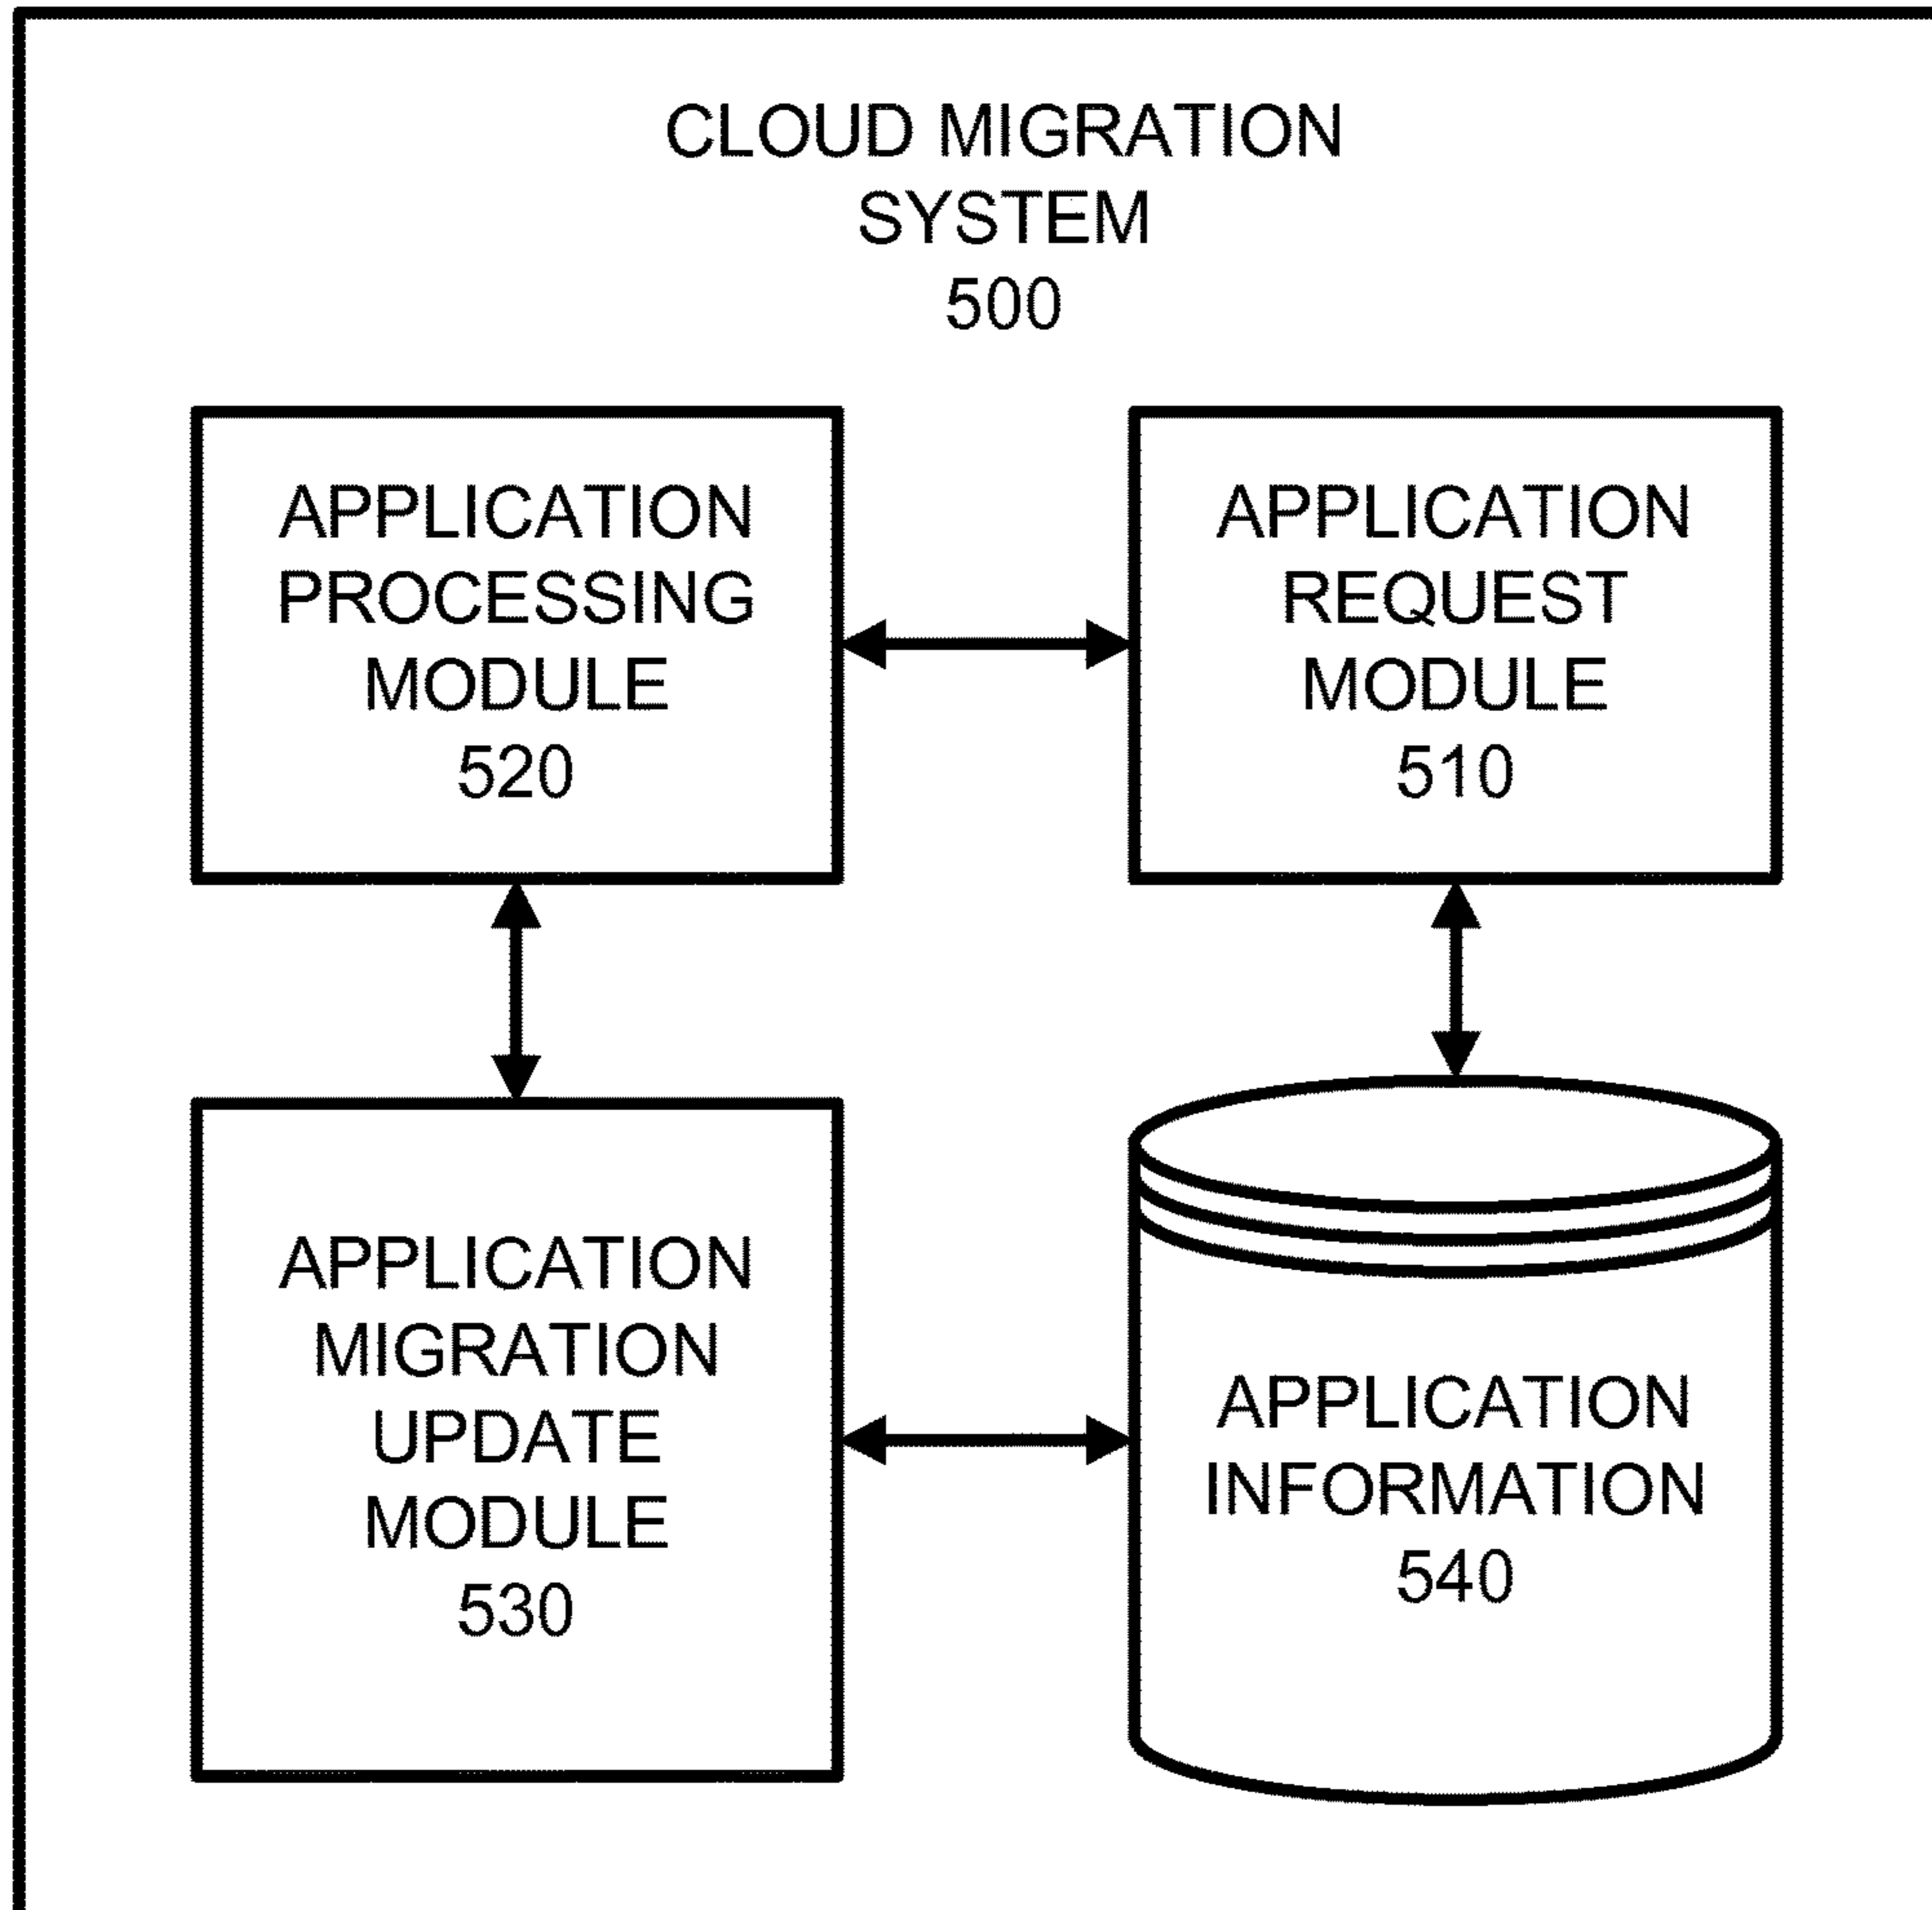 CLOUD MIGRATION
SYSTEM
500
APPLICATION
PROCESSING
MODULE
520
APPLICATION
REQUEST
MODULE
510
APPLICATION
MIGRATION
UPDATE
MODULE
530
APPLICATION
INFORMATION
540